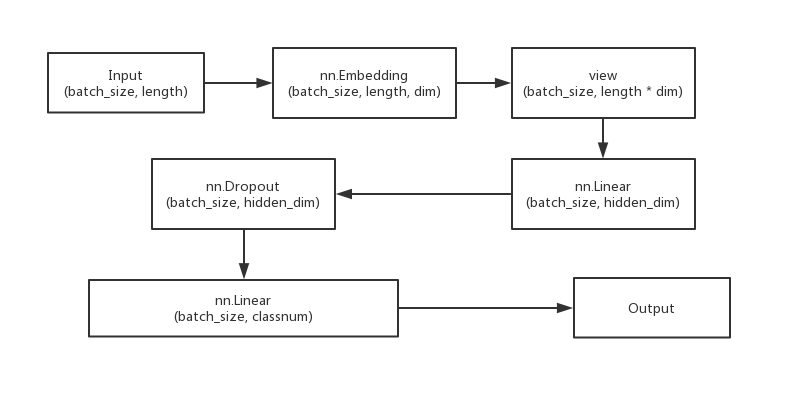 Input
(batch_size, length)
nn.Embedding
(batch_size, length, dim)
view
(batch_size, length * dim)
nn.Linear
(batch_size, hidden_dim)
nn.Dropout
(batch_size, hidden_dim)
nn.Linear
(batch_size, classnum)
Output